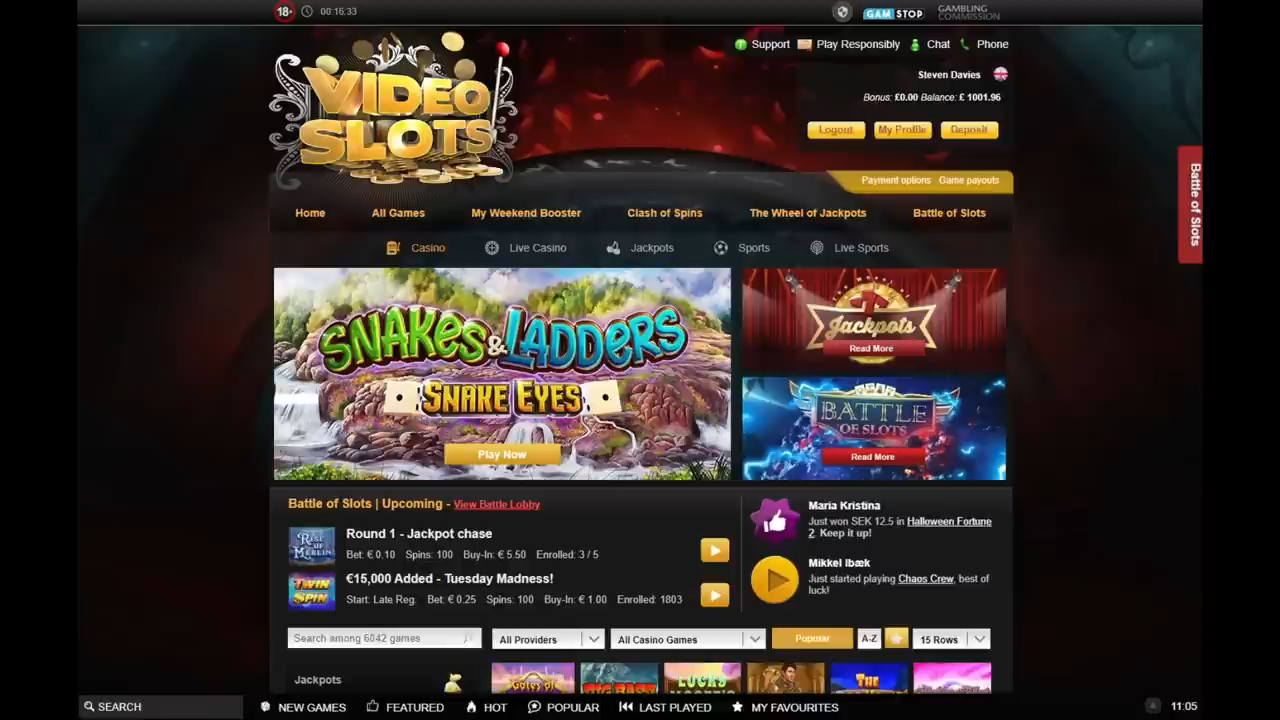 18+ 00:16:33
GAMSTOP
GAMBLING
COMMISSION
Support Play Responsibly Chat Phone
VIDEO
SLOTS
Steven Davies
Bonus: £0.00 Balance: £ 1001.96
Logout My Profile Deposit
Payment options Game payouts
Battle of Slots
Home All Games My Weekend Booster Clash of Spins The Wheel of Jackpots Battle of Slots
Casino Live Casino Jackpots Sports Live Sports
SNAKES & LADDERS
SNAKE EYES
Play Now
Jackpots
Read More
BATTLE
OF SLOTS
Read More
Battle of Slots | Upcoming - View Battle Lobby
RISE OF MERLIN
Round 1 - Jackpot chase
Bet: € 0.10 Spins: 100 Buy-In: € 5.50 Enrolled: 3 / 5
TWIN SPIN
€15,000 Added - Tuesday Madness!
Start: Late Reg. Bet: € 0.25 Spins: 100 Buy-In: € 1.00 Enrolled: 1803
Maria Kristina
Just won SEK 12.5 in Halloween Fortune
2. Keep it up!
Mikkel Ibæk
Just started playing Chaos Crew, best of
luck!
Search among 6042 games All Providers All Casino Games Popular A-Z 15 Rows
Jackpots
SEARCH NEW GAMES FEATURED HOT POPULAR LAST PLAYED MY FAVOURITES 11:05